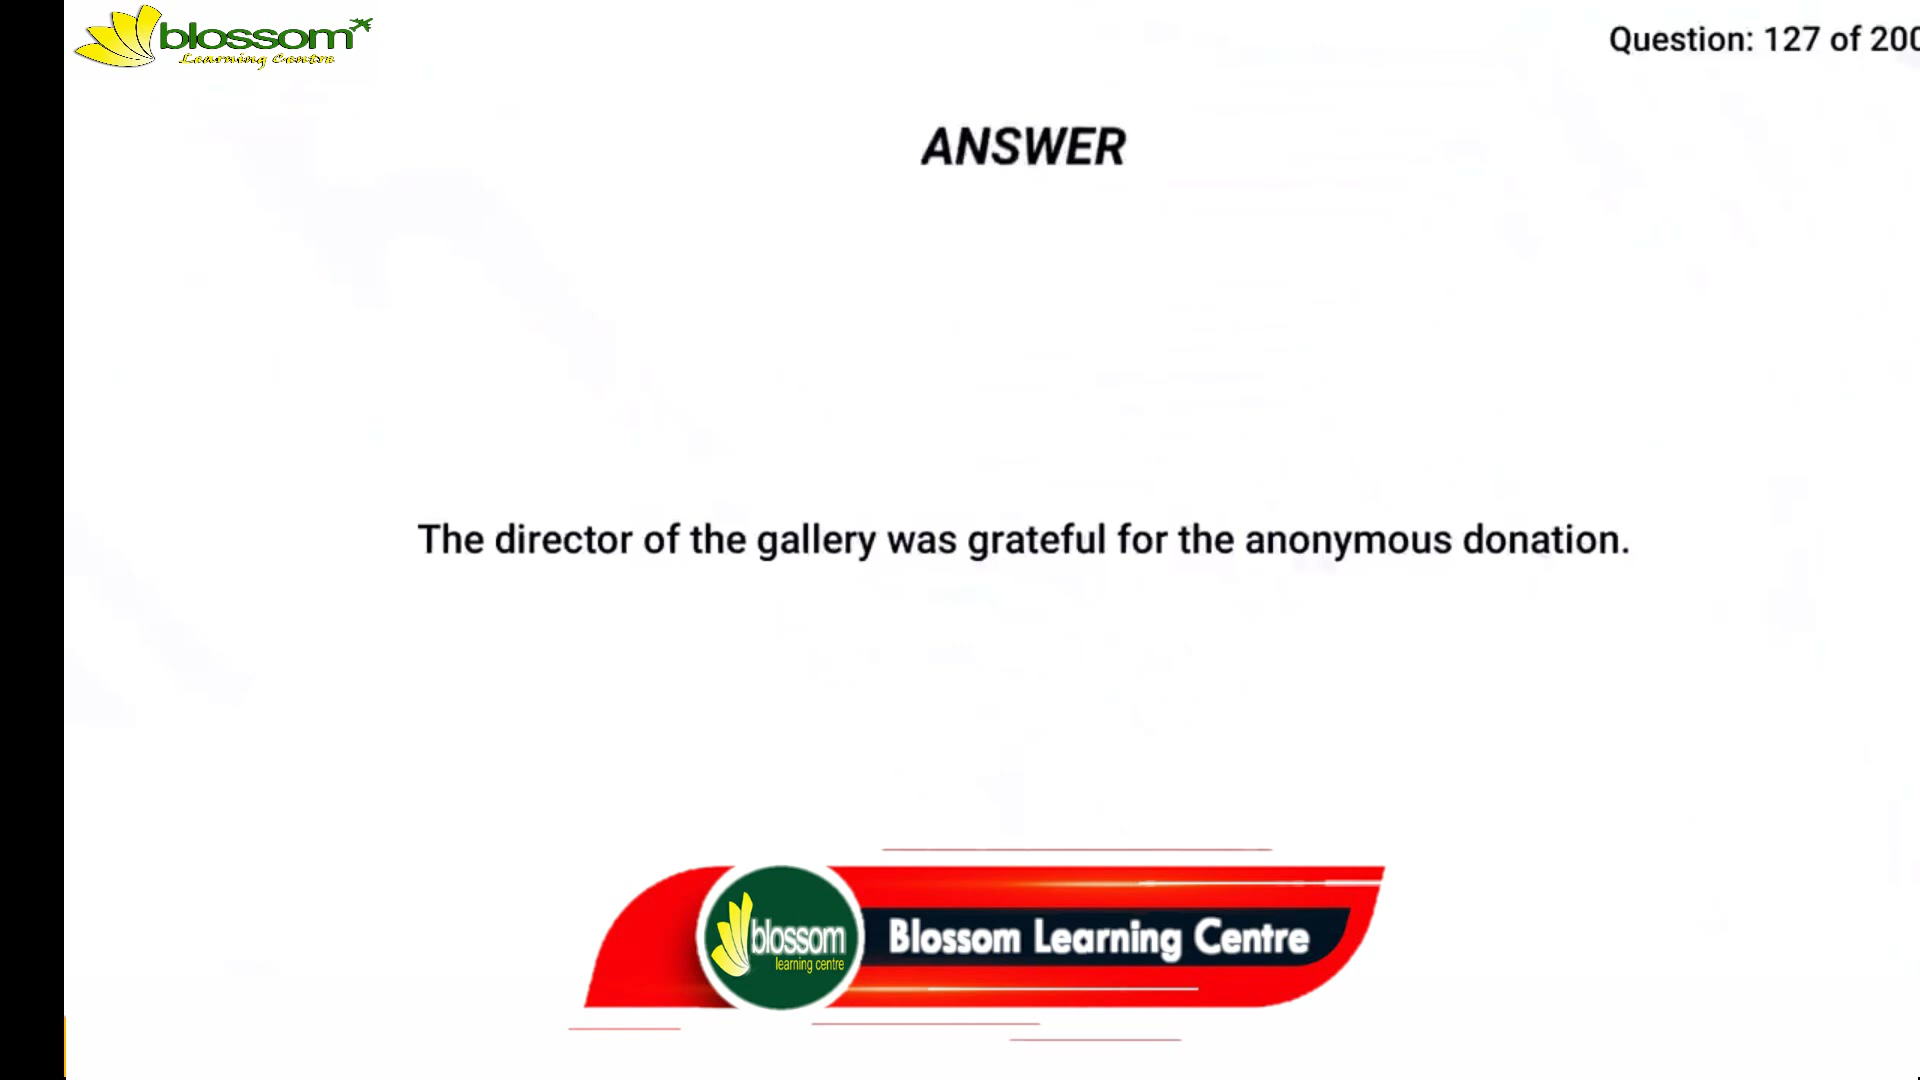 blossom
Learning Centre
Question: 127 of 200
ANSWER
The director of the gallery was grateful for the anonymous donation.
blossom
learning centre
Blossom Learning Centre